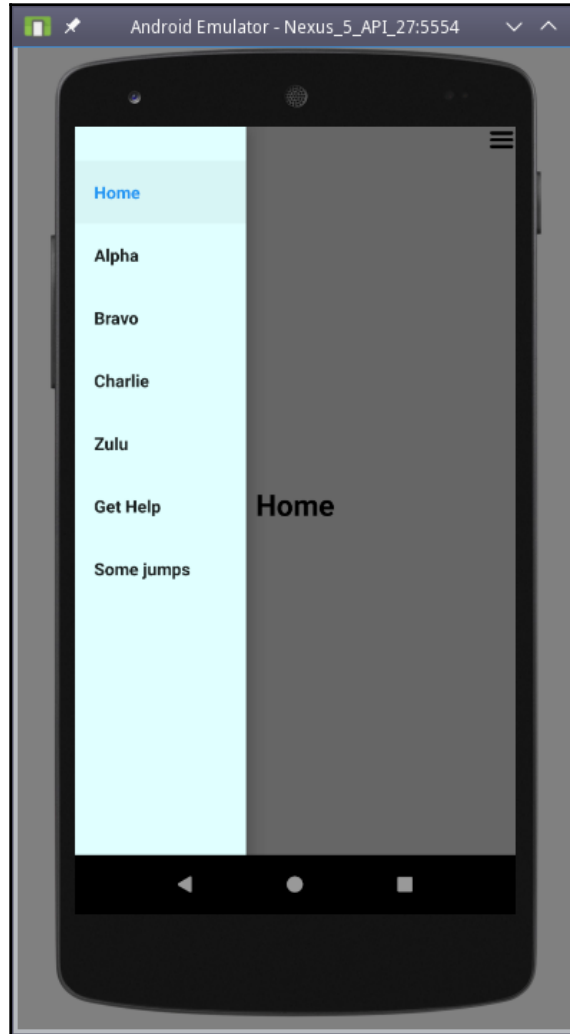 Android Emulator - Nexus_5_API_27:5554
Home
Alpha
Bravo
Charlie
Zulu
Get Help
Home
Some jumps